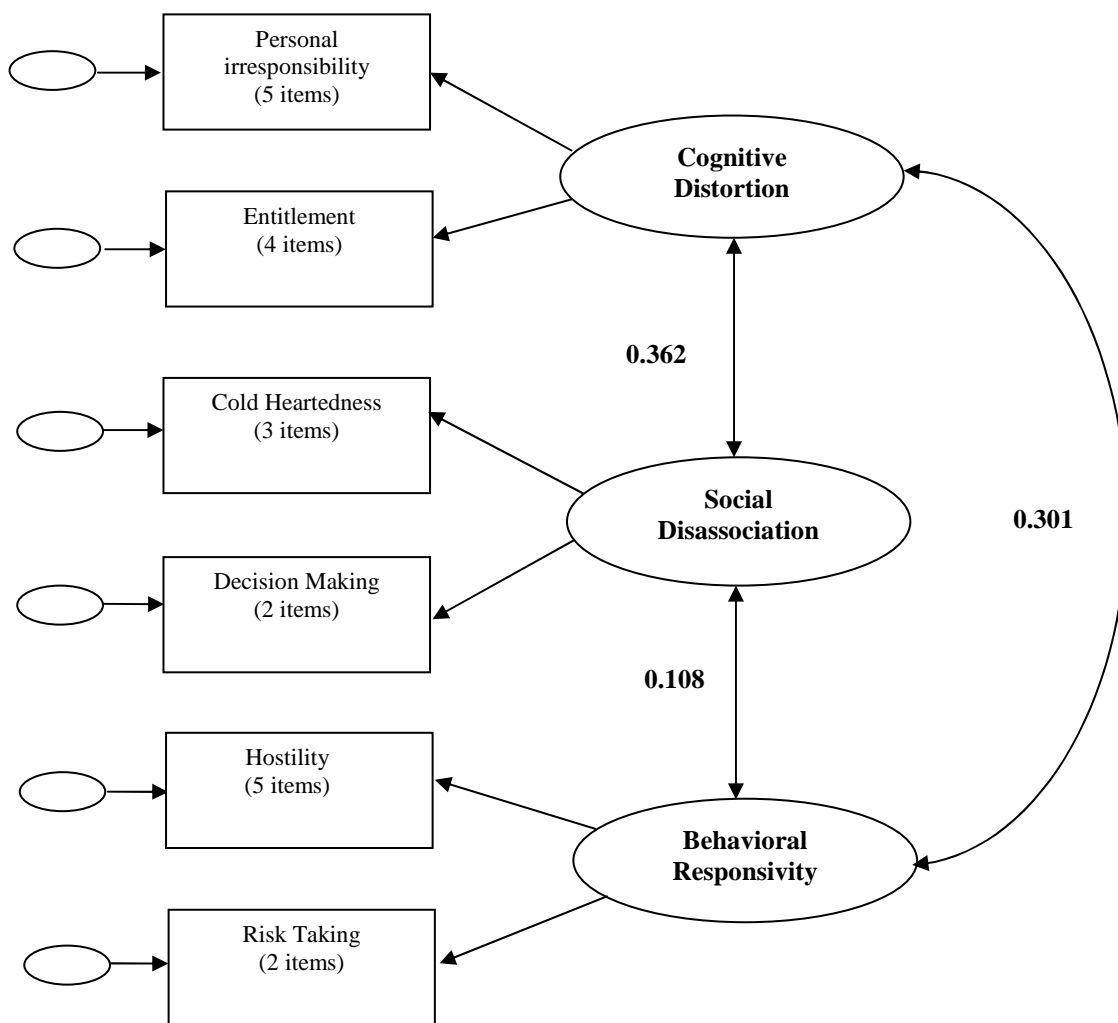 Personal
irresponsibility
(5 items)
Cognitive
Distortion
Entitlement
(4 items)
0.362
Cold Heartedness
(3 items)
Social
Disassociation
0.301
Decision Making
(2 items)
0.108
Hostility
(5 items)
Behavioral
Responsivity
Risk Taking
(2 items)